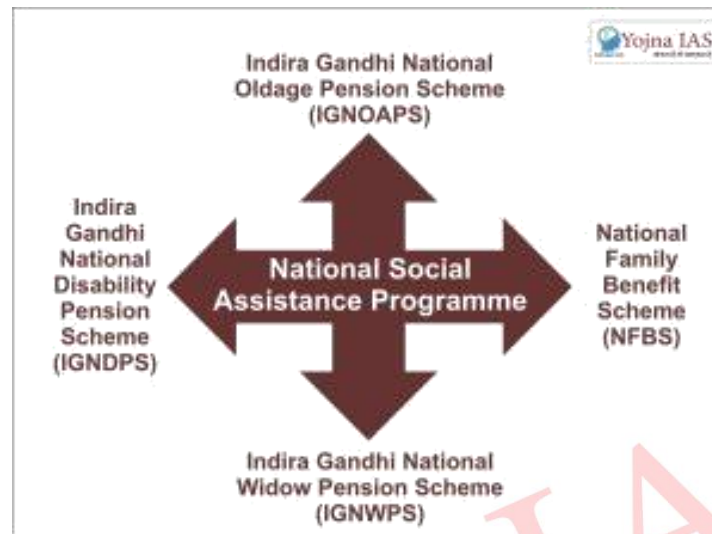 Yojna IAS
Indira Gandhi National
Oldage Pension Scheme
(IGNOAPS)
Indira
Gandhi
National
Disability
Pension
Scheme
(IGNDPS)
National Social
Assistance Programme
National
Family
Benefit
Scheme
(NFBS)
Indira Gandhi National
Widow Pension Scheme
(IGNWPS)